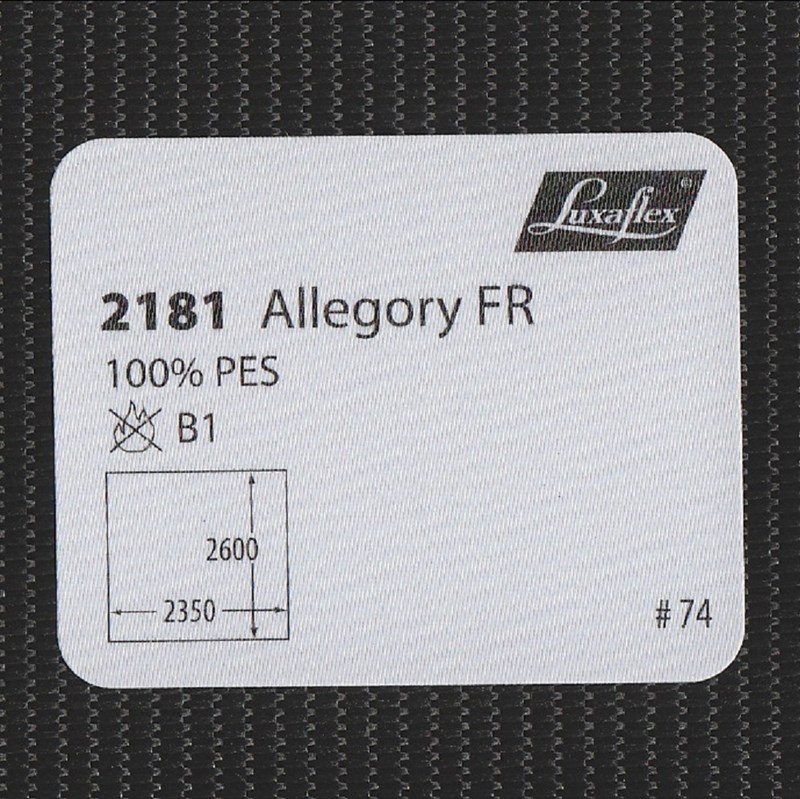 Luxaflex©
2181 Allegory FR
100% PES
B1
2600
2350
# 74